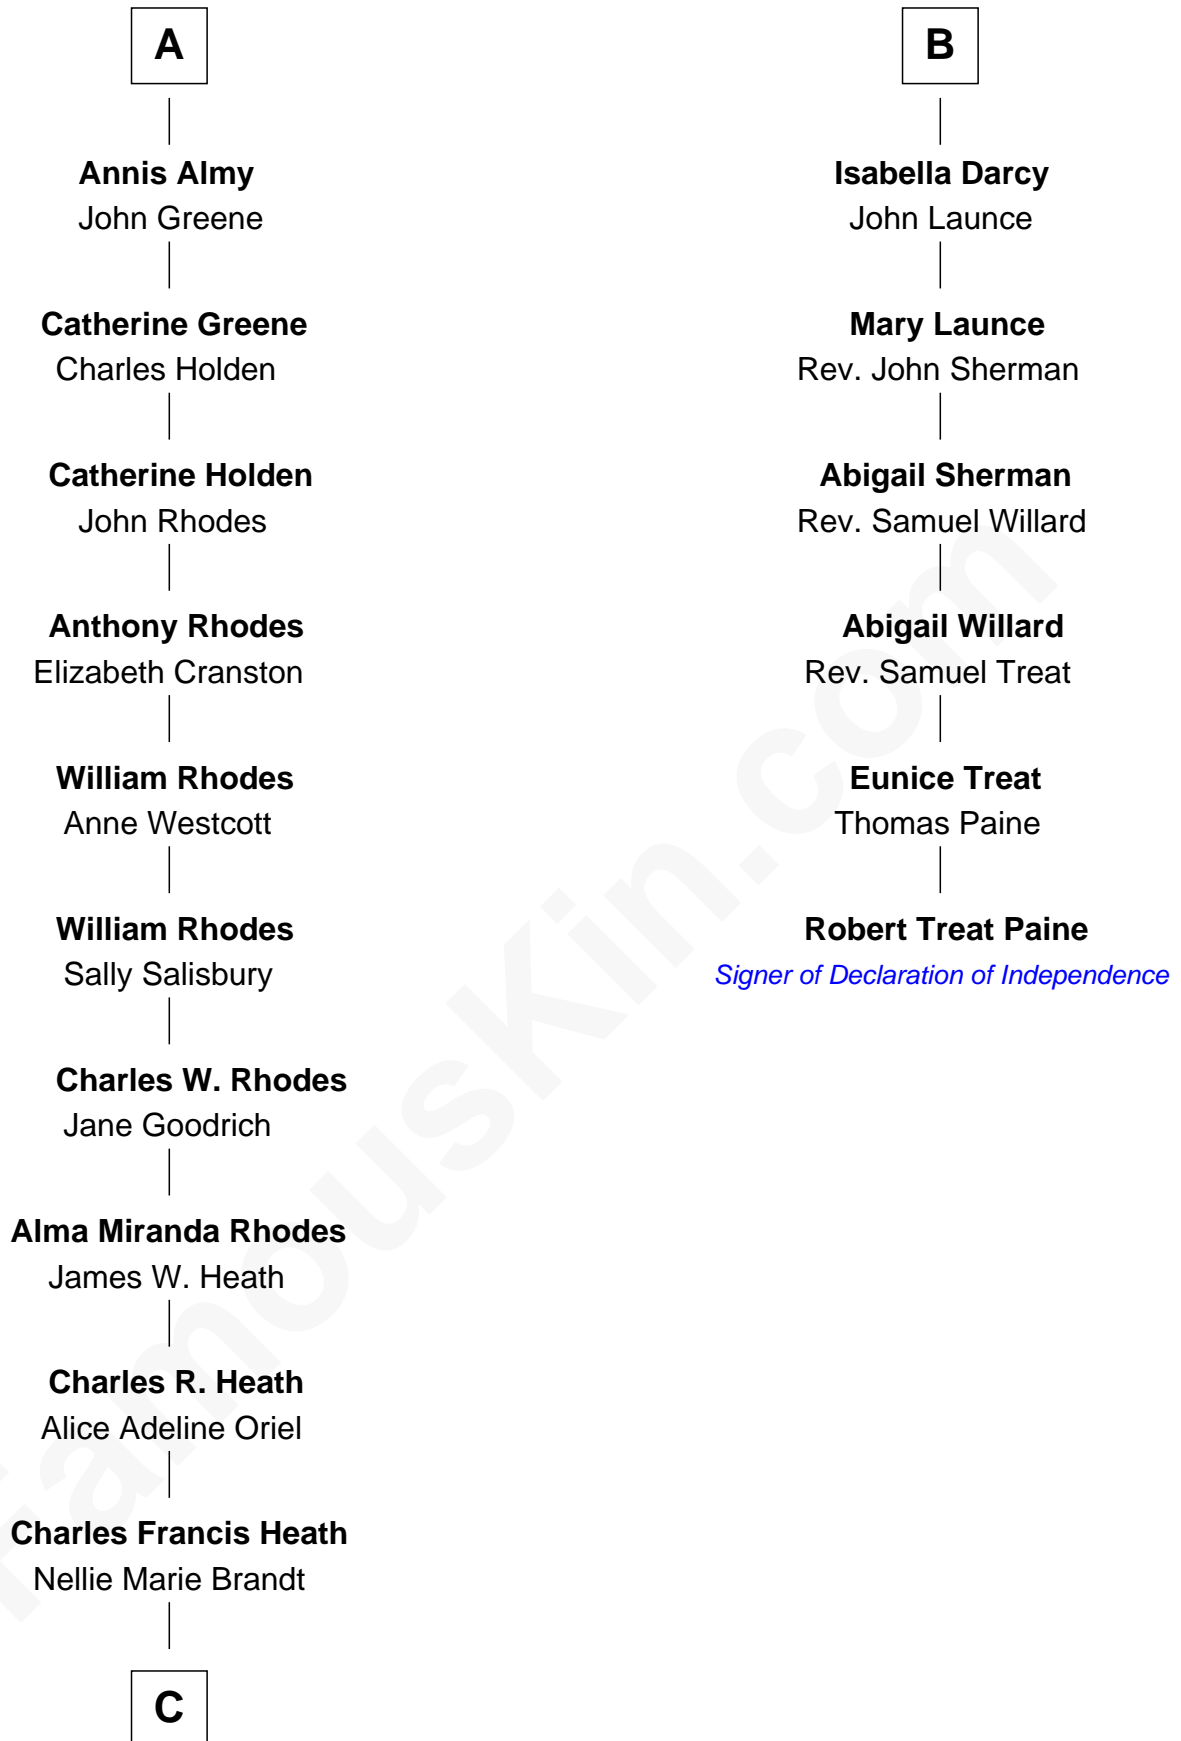 A
Annis Almy
John Greene
Catherine Greene
Charles Holden
Catherine Holden
John Rhodes
Anthony Rhodes
Elizabeth Cranston
William Rhodes
Anne Westcott
William Rhodes
Sally Salisbury
Charles W. Rhodes
Jane Goodrich
Alma Miranda Rhodes
James W. Heath
Charles R. Heath
Alice Adeline Oriel
Charles Francis Heath
Nellie Marie Brandt
C
B
Isabella Darcy
John Launce
Mary Launce
Rev. John Sherman
Abigail Sherman
Rev. Samuel Willard
Abigail Willard
Rev. Samuel Treat
Eunice Treat
Thomas Paine
Robert Treat Paine
Signer of Declaration of Independence
FamousKin.com